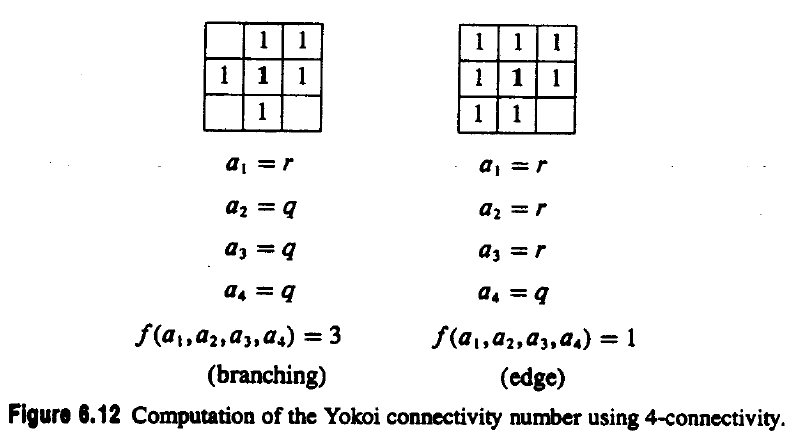 1 1
1 1 1
1
a₁ = r
a₂ = q
a₃ = q
a₄ = q
f(a₁,a₂,a₃,a₄) = 3
(branching)
1 1 1
1 1 1
1 1
a₁ = r
a₂ = r
a₃ = r
a₄ = q
f(a₁,a₂,a₃,a₄) = 1
(edge)
Figure 6.12 Computation of the Yokoi connectivity number using 4-connectivity.